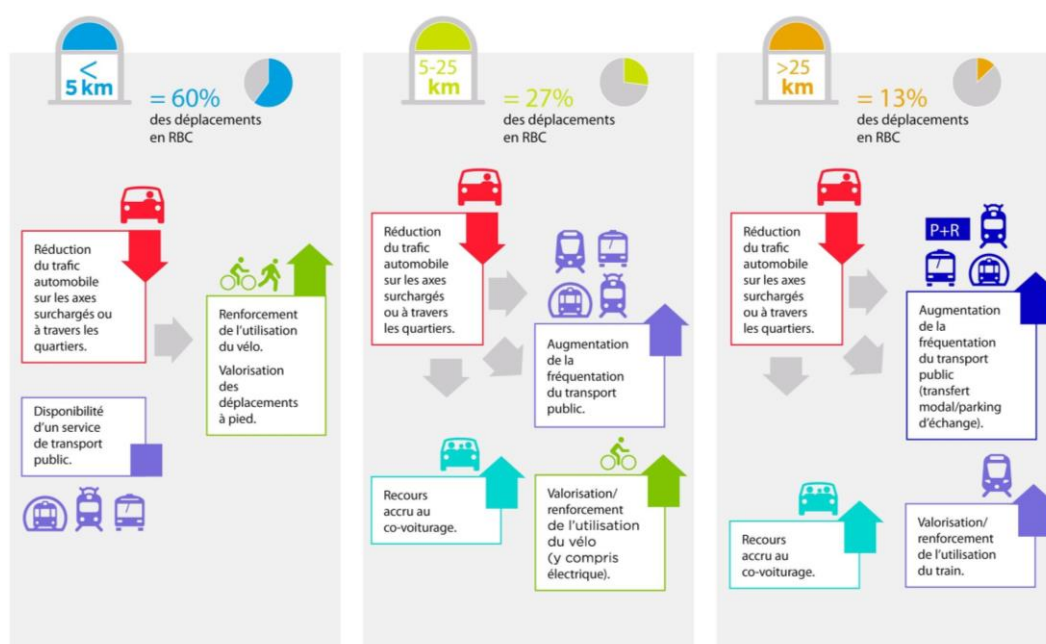 <
5 km
= 60%
des déplacements
en RBC
Réduction
du trafic
automobile
sur les axes
surchargés ou
à travers les
quartiers.
Renforcement
de l'utilisation
du vélo.
Valorisation
des
déplacements
à pied.
Disponibilité
d'un service
de transport
public.
5-25
km
= 27%
des déplacements
en RBC
Réduction
du trafic
automobile
sur les axes
surchargés
ou à travers
les quartiers.
Augmentation
de la
fréquentation
du transport
public.
Recours
accru au
co-voiturage.
Valorisation/
renforcement
de l'utilisation
du vélo
(y compris
électrique).
>25
km
= 13%
des déplacements
en RBC
Réduction
du trafic
automobile
sur les axes
surchargés
ou à travers
les quartiers.
P+R
Augmentation
de la
fréquentation
du transport
public
(transfert
modal/parking
d'échange).
Recours
accru au
co-voiturage.
Valorisation/
renforcement
de l'utilisation
du train.